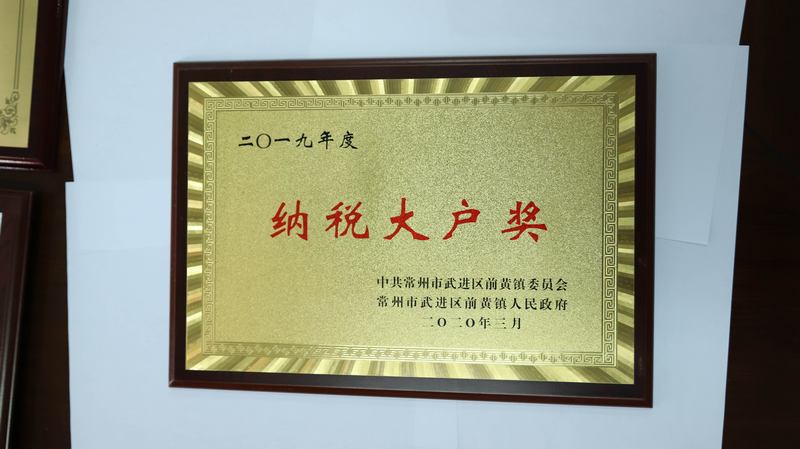 二〇一九年度
纳税大户奖
中共常州市武进区前黄镇委员会
常州市武进区前黄镇人民政府
二〇二〇年三月